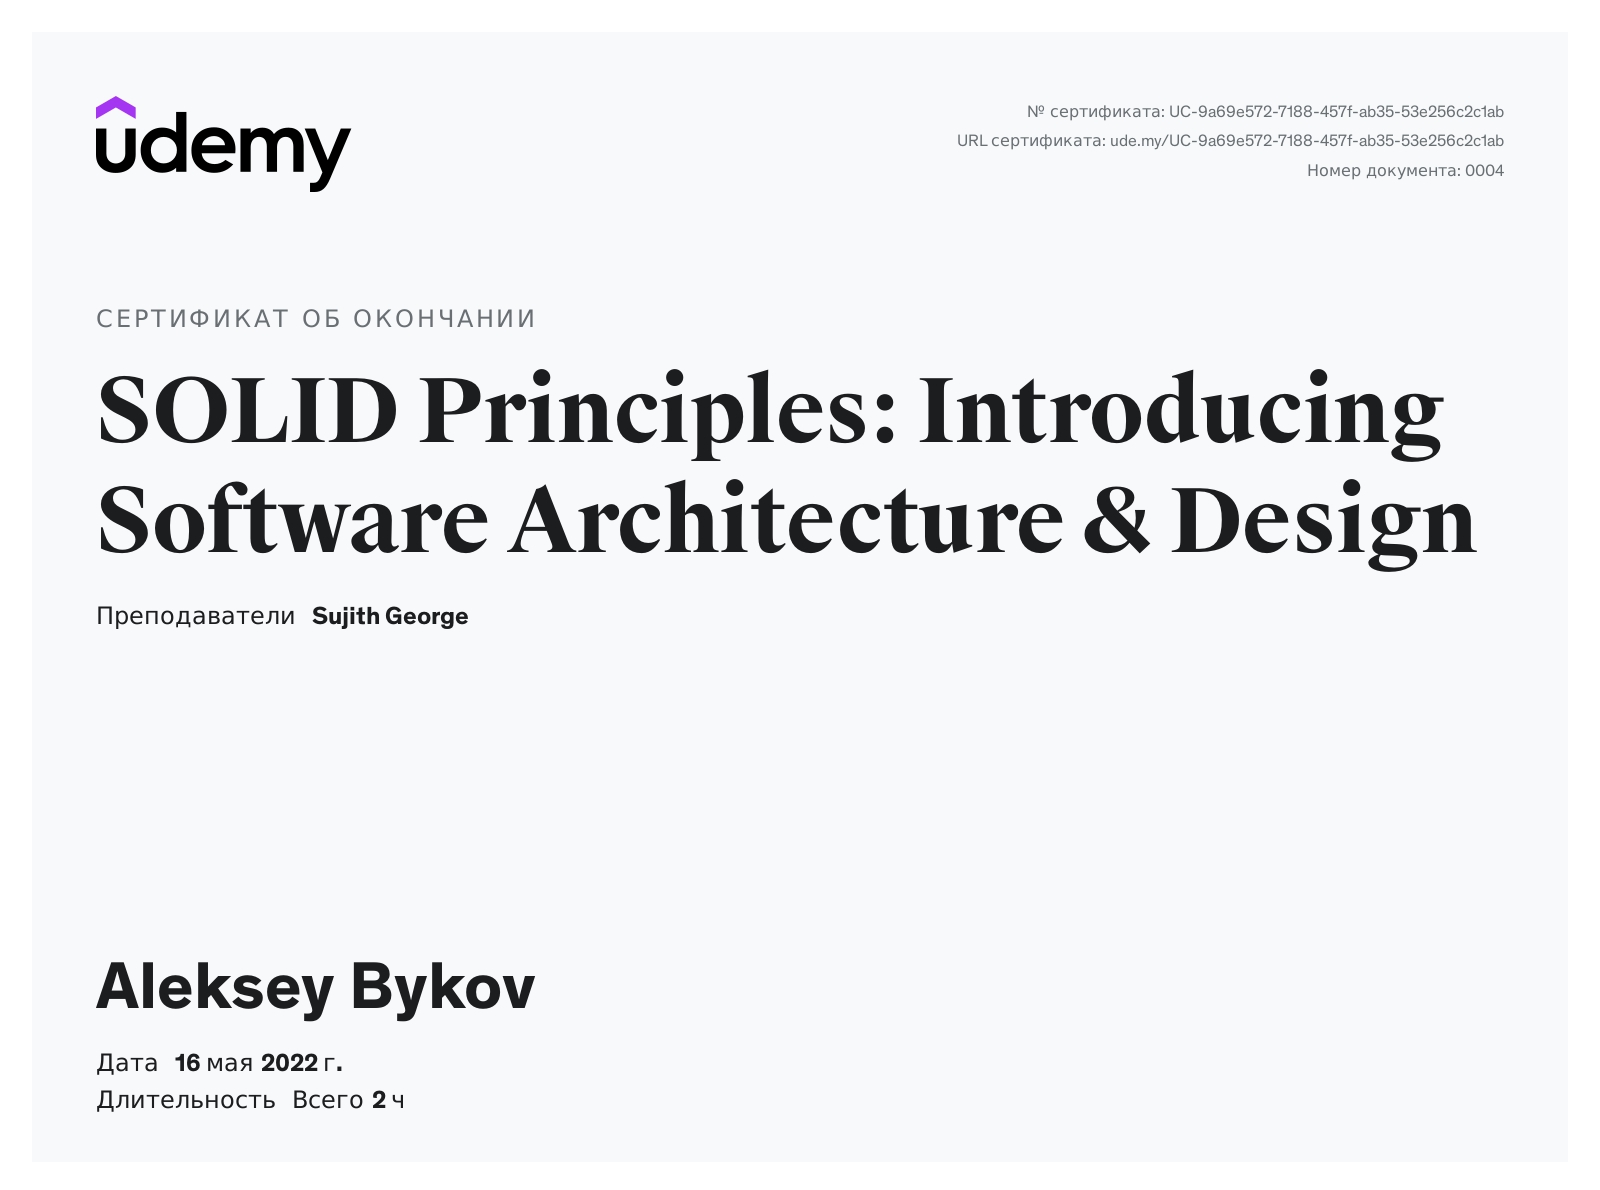 udemy
№ сертификата: UC-9a69e572-7188-457f-ab35-53e256c2c1ab
URL сертификата: ude.my/UC-9a69e572-7188-457f-ab35-53e256c2c1ab
Номер документа: 0004
СЕРТИФИКАТ ОБ ОКОНЧАНИИ
SOLID Principles: Introducing
Software Architecture & Design
Преподаватели Sujith George
Aleksey Bykov
Дата 16 мая 2022 г.
Длительность Всего 2 ч